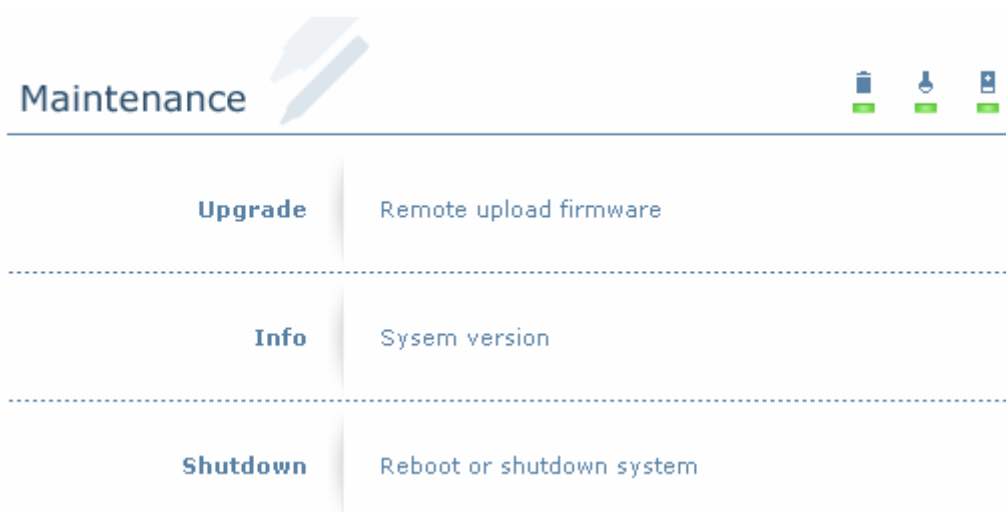 Maintenance
Upgrade Remote upload firmware
Info Sysem version
Shutdown Reboot or shutdown system